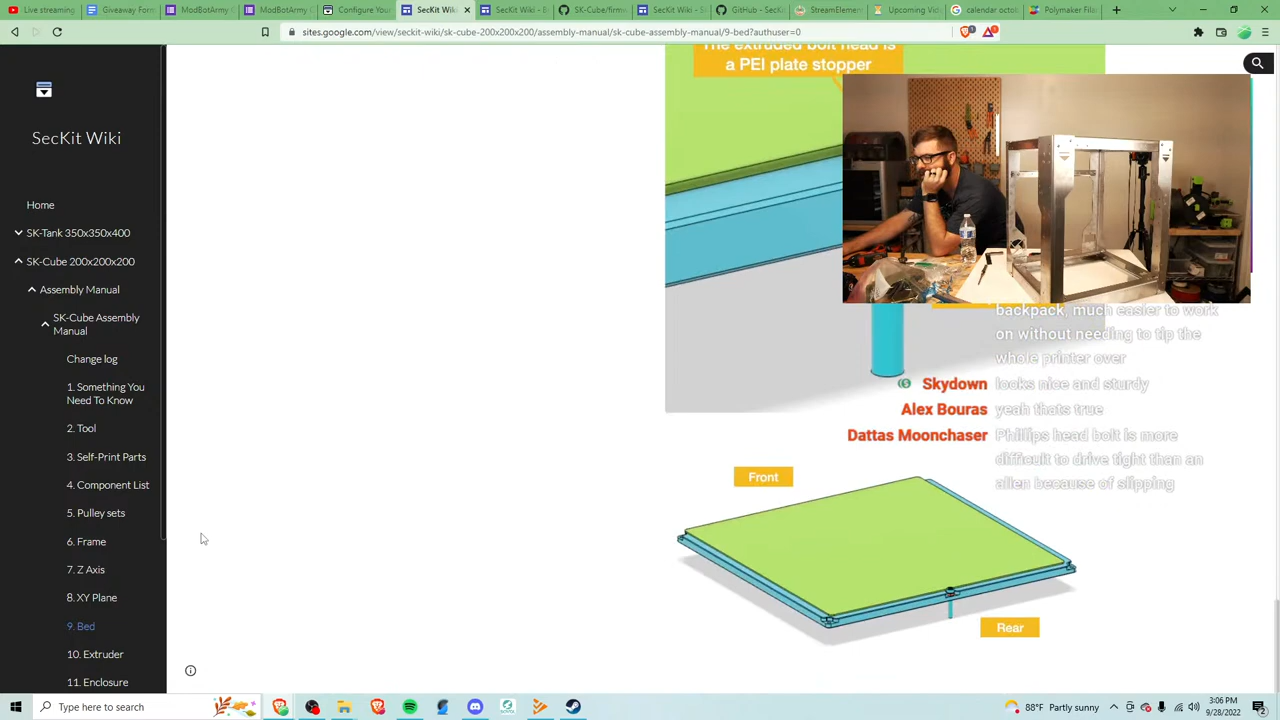 Live streaming
Giveaway Form
ModBotArmy
ModBotArmy
Configure Your
SecKit Wiki
SecKit Wiki - B
SK-Cube/firmw
SecKit Wiki - S
GitHub - SecK
StreamElemen
Upcoming Vid
calendar octob
Polymaker Fila
sites.google.com/view/seckit-wiki/sk-cube-200x200x200/assembly-manual/sk-cube-assembly-manual/9-bed?authuser=0
SecKit Wiki
Home
SK-Tank 350x350x400
SK-Cube 200x200x200
Assembly Manual
SK-Cube Assembly
Manual
Change log
1. Something You
Need To Know
2. Tool
3. Self-Print Parts
4. Component List
5. Pulley sets
6. Frame
7. Z Axis
8. XY Plane
9. Bed
10. Extruder
11. Enclosure
The extruded bolt head is
a PEI plate stopper
backpack, much easier to work
on without needing to tip the
whole printer over
Skydown looks nice and sturdy
Alex Bouras yeah thats true
Dattas Moonchaser Phillips head bolt is more
difficult to drive tight than an
allen because of slipping
Front
Rear
Type here to search
88°F Partly sunny
3:06 PM
9/28/2022